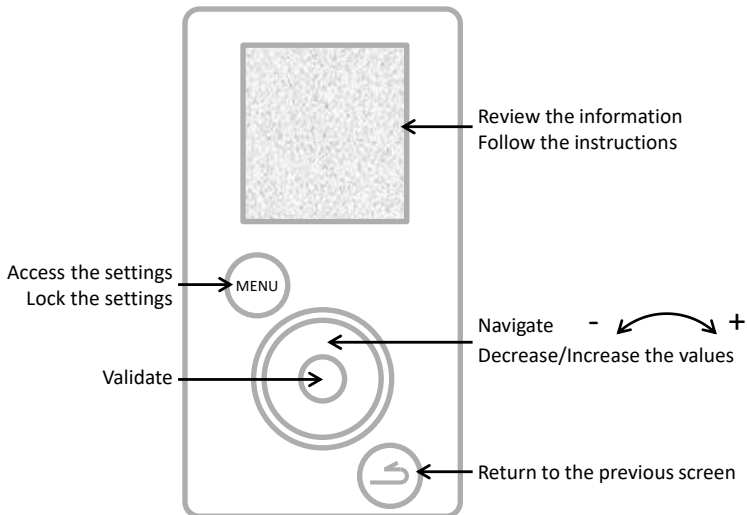 Review the information
Follow the instructions
Access the settings
Lock the settings
MENU
Navigate - +
Decrease/Increase the values
Validate
Return to the previous screen